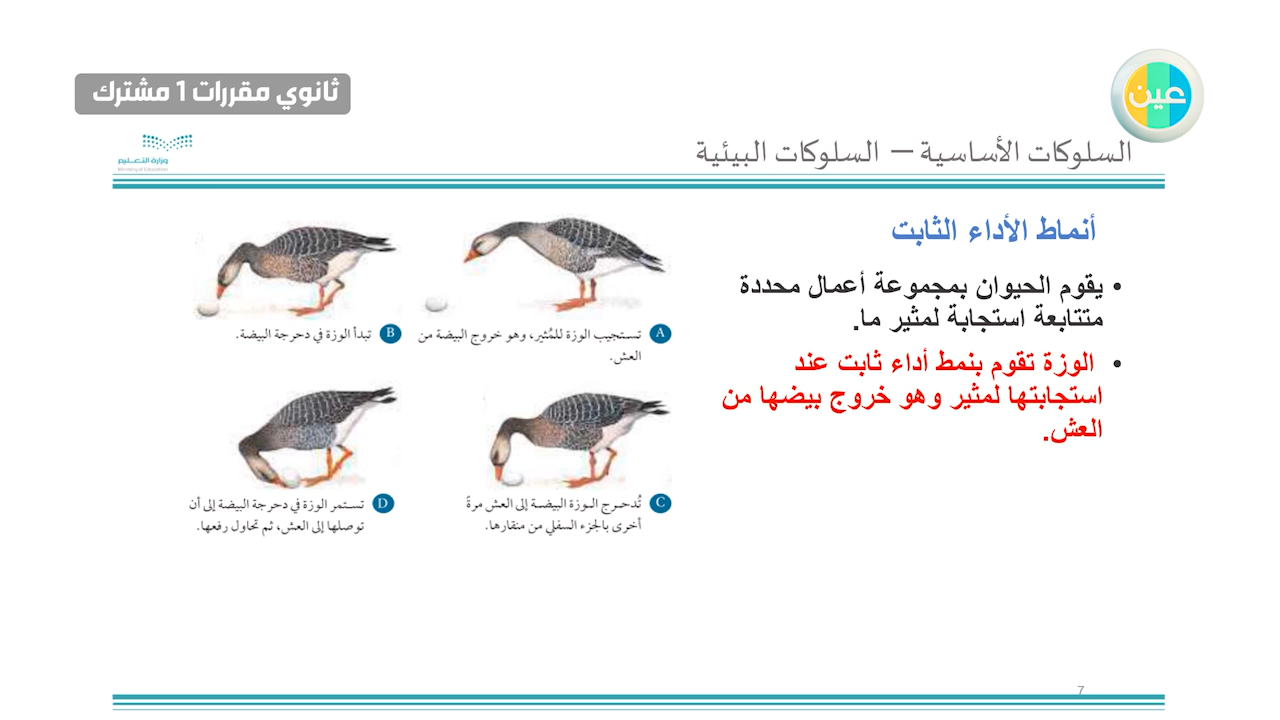 ثانوي مقررات 1 مشترك
عين
وزارة التعليم
Ministry of Education
السلوكات الأساسية – السلوكات البيئية
أنماط الأداء الثابت
• يقوم الحيوان بمجموعة أعمال محددة
متتابعة استجابة لمثير ما.
• الوزة تقوم بنمط أداء ثابت عند
استجابتها لمثير وهو خروج بيضها من
العش.
A تستجيب الوزة للمُثير، وهو خروج البيضة من
العش.
B تبدأ الوزة في دحرجة البيضة.
C تُدحرج الوزة البيضة إلى العش مرةً
أخرى بالجزء السفلي من منقارها.
D تستمر الوزة في دحرجة البيضة إلى أن
توصلها إلى العش، ثم تحاول رفعها.
7